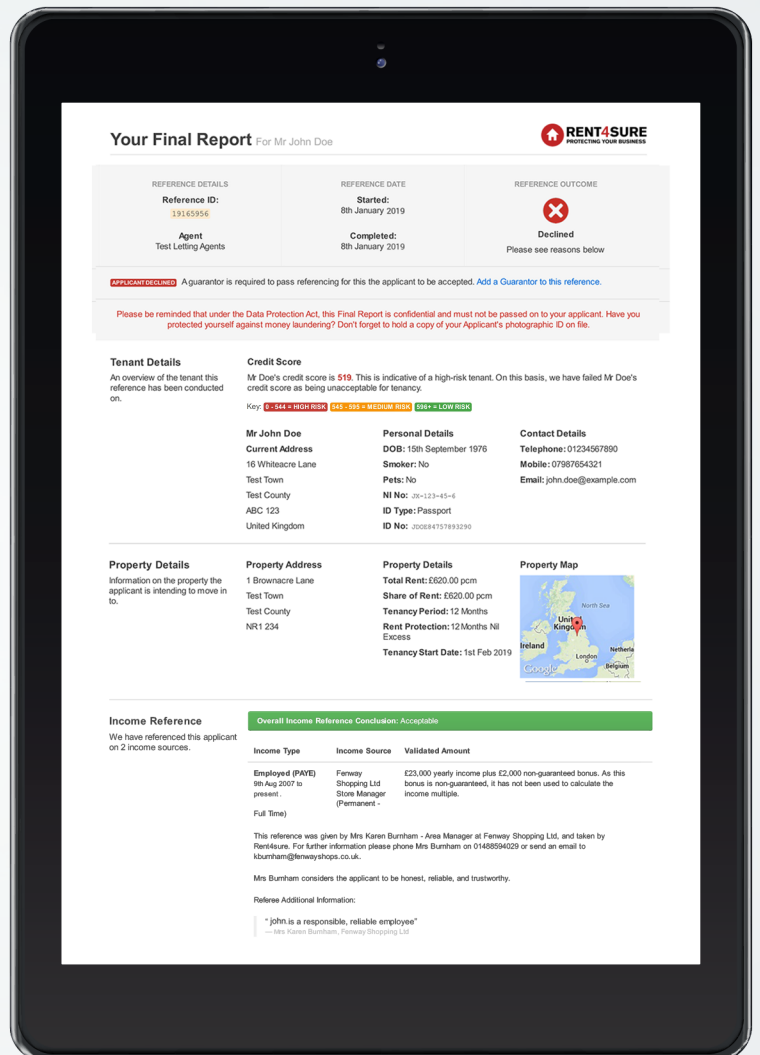 Your Final Report For Mr John Doe
RENT4SURE
PROTECTING YOUR BUSINESS
REFERENCE DETAILS
Reference ID:
19165956
Agent
Test Letting Agents
REFERENCE DATE
Started:
8th January 2019
Completed:
8th January 2019
REFERENCE OUTCOME
Declined
Please see reasons below
APPLICANT DECLINED A guarantor is required to pass referencing for this the applicant to be accepted. Add a Guarantor to this reference.
Please be reminded that under the Data Protection Act, this Final Report is confidential and must not be passed on to your applicant. Have you
protected yourself against money laundering? Don't forget to hold a copy of your Applicant's photographic ID on file.
Tenant Details
An overview of the tenant this
reference has been conducted
on.
Credit Score
Mr Doe's credit score is 519. This is indicative of a high-risk tenant. On this basis, we have failed Mr Doe's
credit score as being unacceptable for tenancy.
Key: 0 - 544 = HIGH RISK 545 - 595 = MEDIUM RISK 596+ = LOW RISK
Mr John Doe
Current Address
16 Whiteacre Lane
Test Town
Test County
ABC 123
United Kingdom
Personal Details
DOB: 15th September 1976
Smoker: No
Pets: No
NI No: JX-123-45-6
ID Type: Passport
ID No: JDOE84757893290
Contact Details
Telephone: 01234567890
Mobile: 07987654321
Email: john.doe@example.com
Property Details
Information on the property the
applicant is intending to move in
to.
Property Address
1 Brownacre Lane
Test Town
Test County
NR1 234
Property Details
Total Rent: £620.00 pcm
Share of Rent: £620.00 pcm
Tenancy Period: 12 Months
Rent Protection: 12 Months Nil
Excess
Tenancy Start Date: 1st Feb 2019
Property Map
North Sea
United
Kingdom
Ireland
London
Netherla
Belgium
Google
Income Reference
We have referenced this applicant
on 2 income sources.
Overall Income Reference Conclusion: Acceptable
Income Type Income Source Validated Amount
Employed (PAYE)
9th Aug 2007 to
present .
Full Time)
Fenway
Shopping Ltd
Store Manager
(Permanent -
£23,000 yearly income plus £2,000 non-guaranteed bonus. As this
bonus is non-guaranteed, it has not been used to calculate the
income multiple.
This reference was given by Mrs Karen Burnham - Area Manager at Fenway Shopping Ltd, and taken by
Rent4sure. For further information please phone Mrs Burnham on 01488594029 or send an email to
kburnham@fenwayshops.co.uk.
Mrs Burnham considers the applicant to be honest, reliable, and trustworthy.
Referee Additional Information:
" john is a responsible, reliable employee"
— Mrs Karen Burnham, Fenway Shopping Ltd